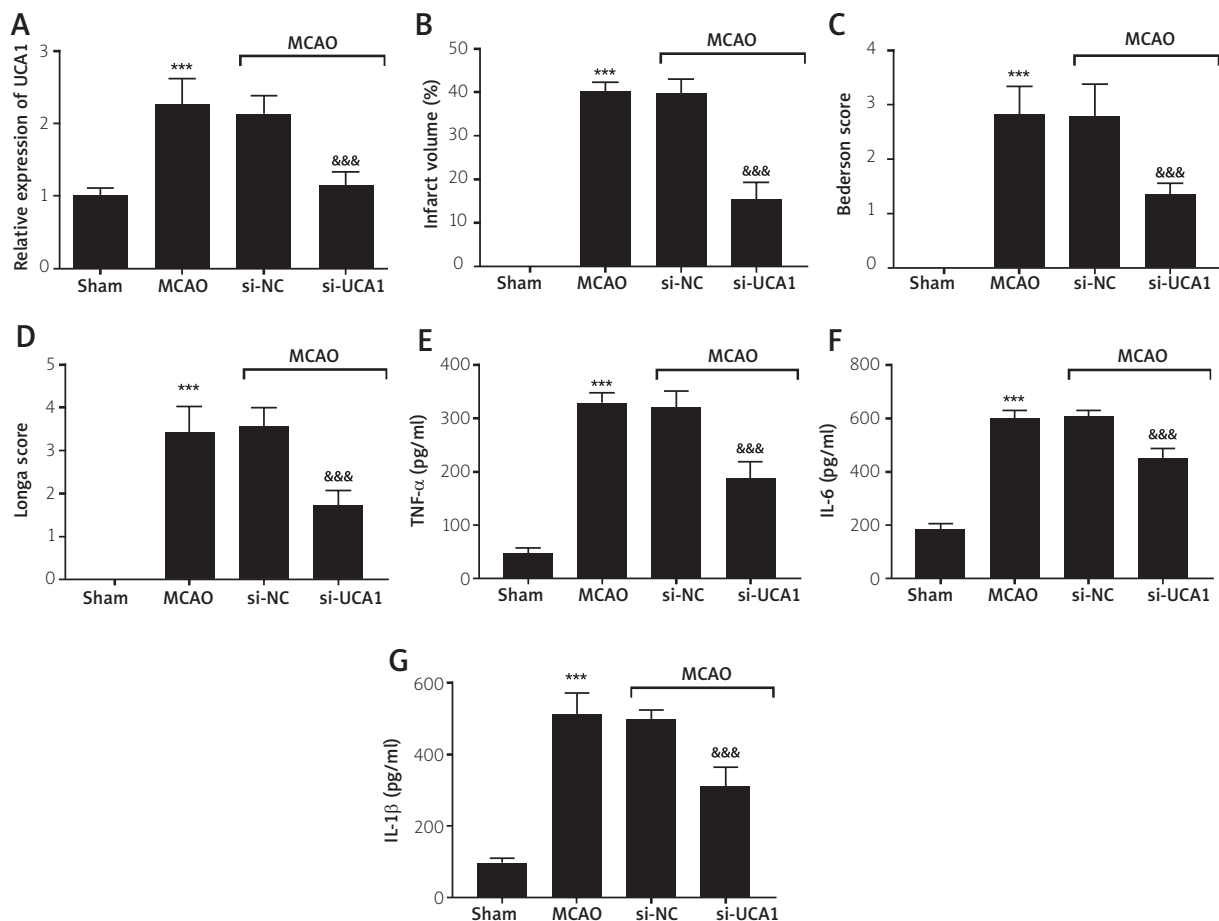 A
Relative expression of UCA1
3
2
1
0
***
MCAO
&&&
Sham
MCAO
si-NC
si-UCA1
B
Infarct volume (%)
50
40
30
20
10
0
***
MCAO
&&&
Sham
MCAO
si-NC
si-UCA1
C
Bederson score
4
3
2
1
0
***
MCAO
&&&
Sham
MCAO
si-NC
si-UCA1
D
Longa score
5
4
3
2
1
0
***
MCAO
&&&
Sham
MCAO
si-NC
si-UCA1
E
TNF-α (pg/ml)
400
300
200
100
0
***
MCAO
&&&
Sham
MCAO
si-NC
si-UCA1
F
IL-6 (pg/ml)
800
600
400
200
0
***
MCAO
&&&
Sham
MCAO
si-NC
si-UCA1
G
IL-1β (pg/ml)
600
400
200
0
***
MCAO
&&&
Sham
MCAO
si-NC
si-UCA1